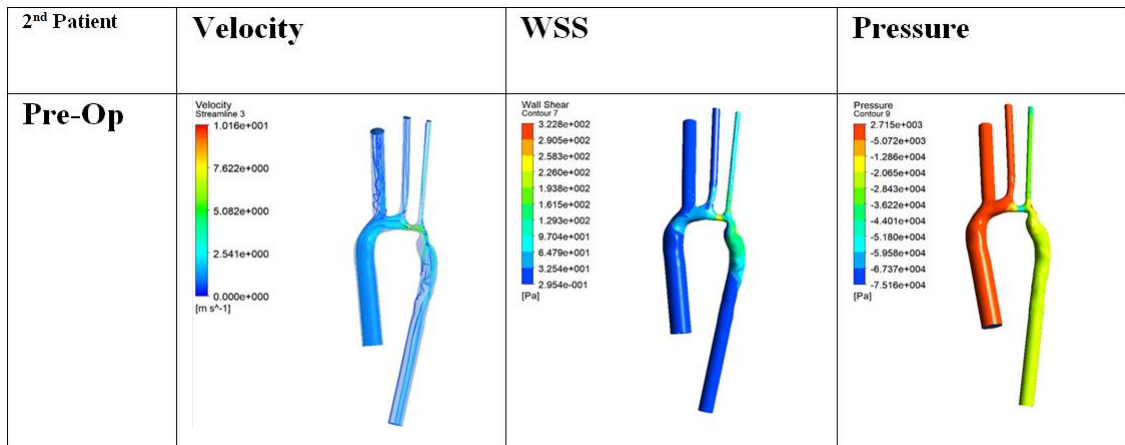 2nd Patient
Velocity
WSS
Pressure
Pre-Op
Velocity
Streamline 3
1.016e+001
7.622e+000
5.082e+000
2.541e+000
0.000e+000
[m s^-1]
Wall Shear
Contour 7
3.228e+002
2.905e+002
2.583e+002
2.260e+002
1.938e+002
1.615e+002
1.293e+002
9.704e+001
6.479e+001
3.254e+001
2.954e-001
[Pa]
Pressure
Contour 9
2.715e+003
-5.072e+003
-1.286e+004
-2.065e+004
-2.843e+004
-3.622e+004
-4.401e+004
-5.180e+004
-5.958e+004
-6.737e+004
-7.516e+004
[Pa]